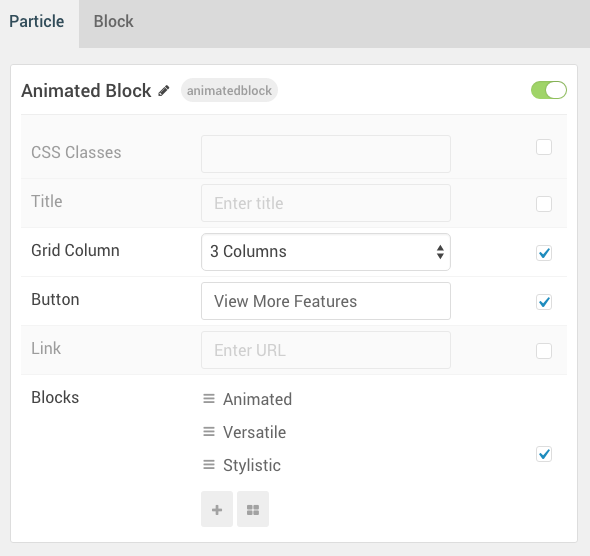 Particle Block
Animated Block animatedblock
CSS Classes
Title Enter title
Grid Column 3 Columns
Button View More Features
Link Enter URL
Blocks Animated
Versatile
Stylistic